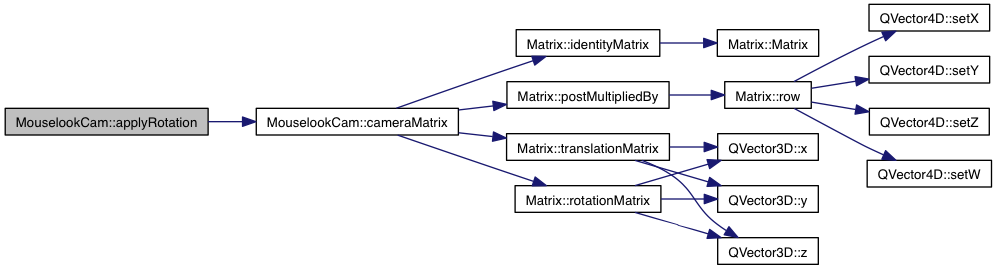 MouselookCam::applyRotation
MouselookCam::cameraMatrix
Matrix::identityMatrix
Matrix::postMultipliedBy
Matrix::translationMatrix
Matrix::rotationMatrix
Matrix::Matrix
Matrix::row
QVector3D::x
QVector3D::y
QVector3D::z
QVector4D::setX
QVector4D::setY
QVector4D::setZ
QVector4D::setW